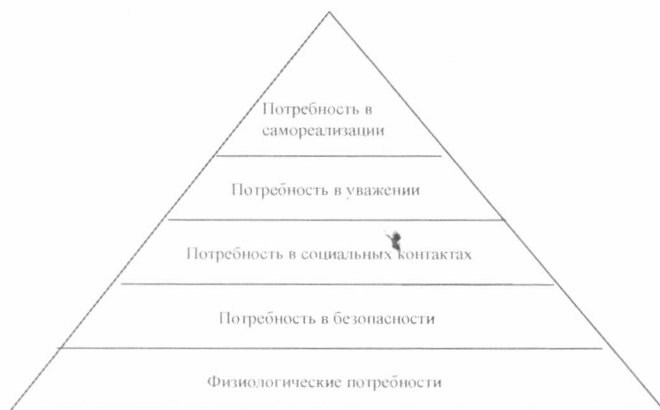 Потребность в
самореализации
Потребность в уважении
Потребность в социальных контактах
Потребность в безопасности
Физиологические потребности